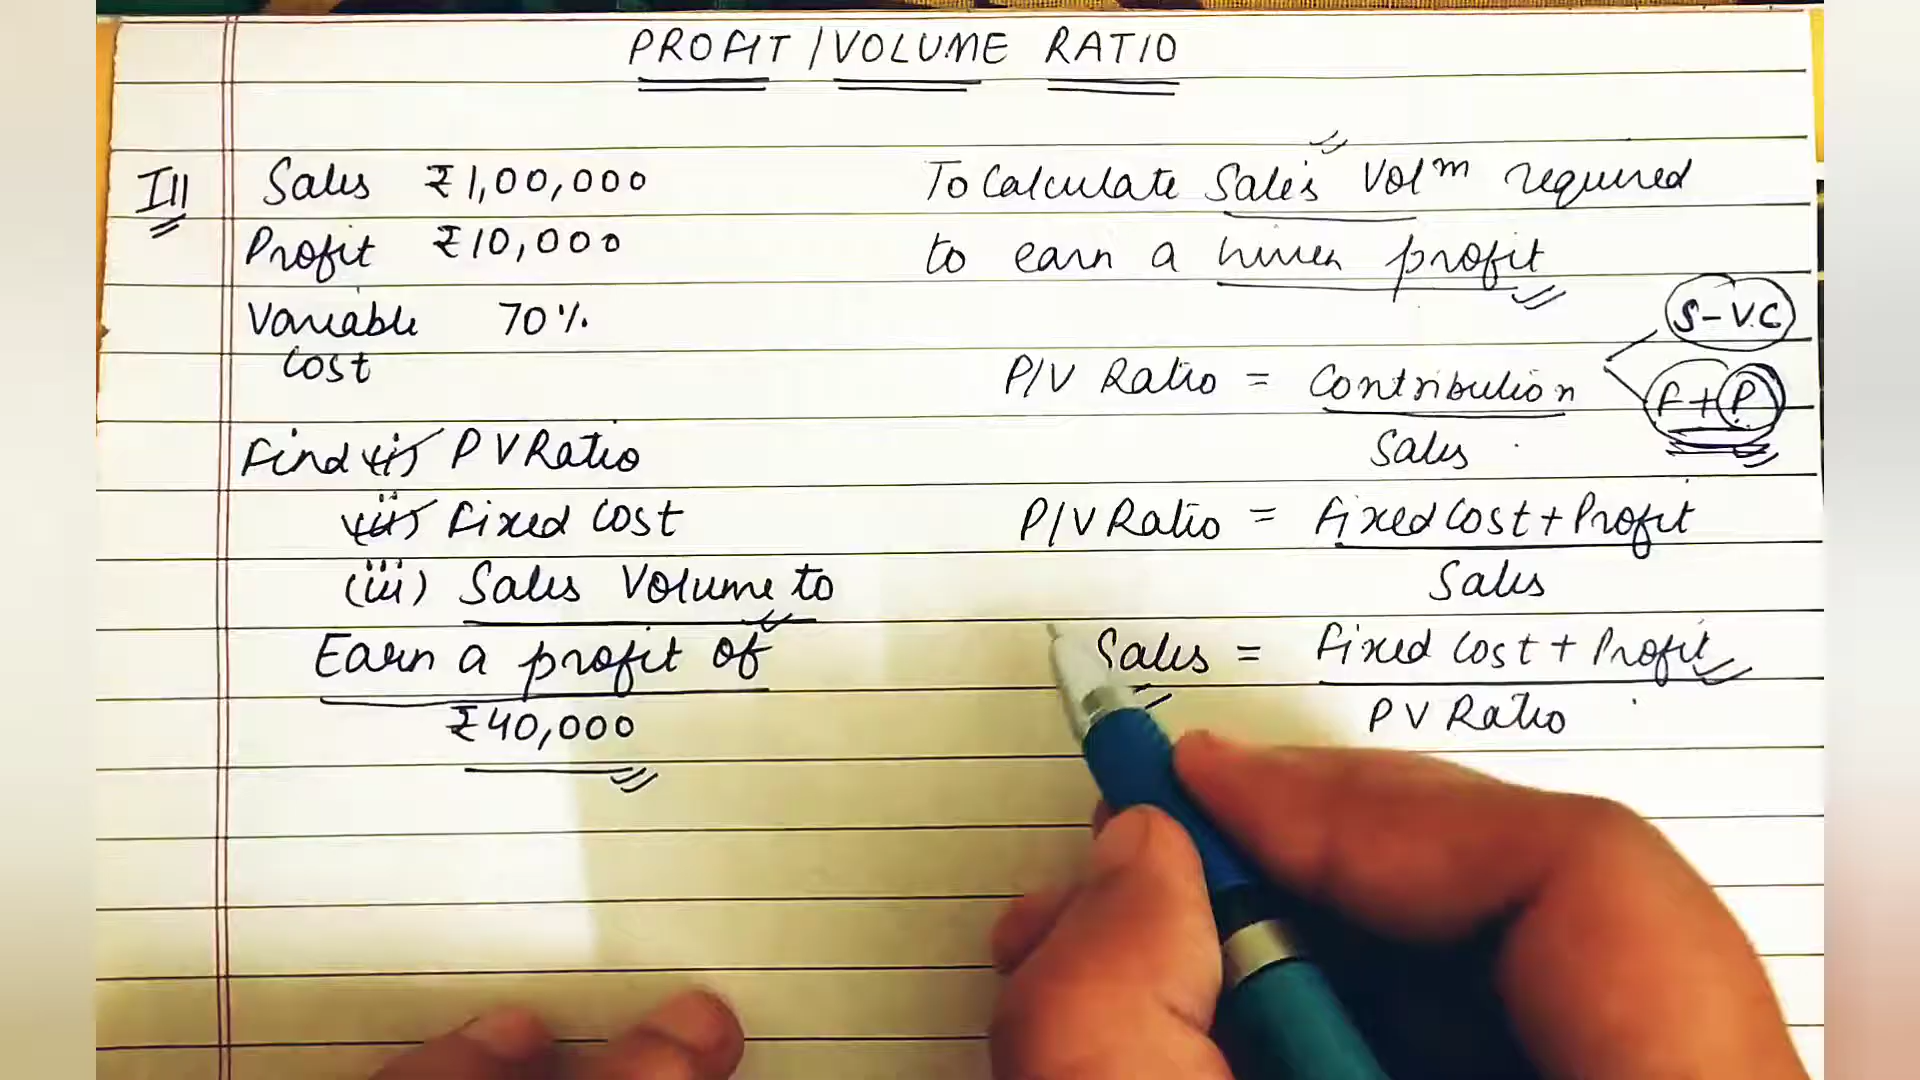 PROFIT / VOLUME RATIO
III Sales ₹1,00,000
Profit ₹10,000
Variable 70%
Cost
Find (i) PV Ratio
(ii) Fixed Cost
(iii) Sales Volume to
Earn a profit of
₹40,000
To Calculate Sales Volm required
to earn a profit
S-V.C
P/V Ratio = Contribution
F+P
Sales
P/V Ratio = Fixed Cost + Profit
Sales
Sales = Fixed Cost + Profit
PV Ratio